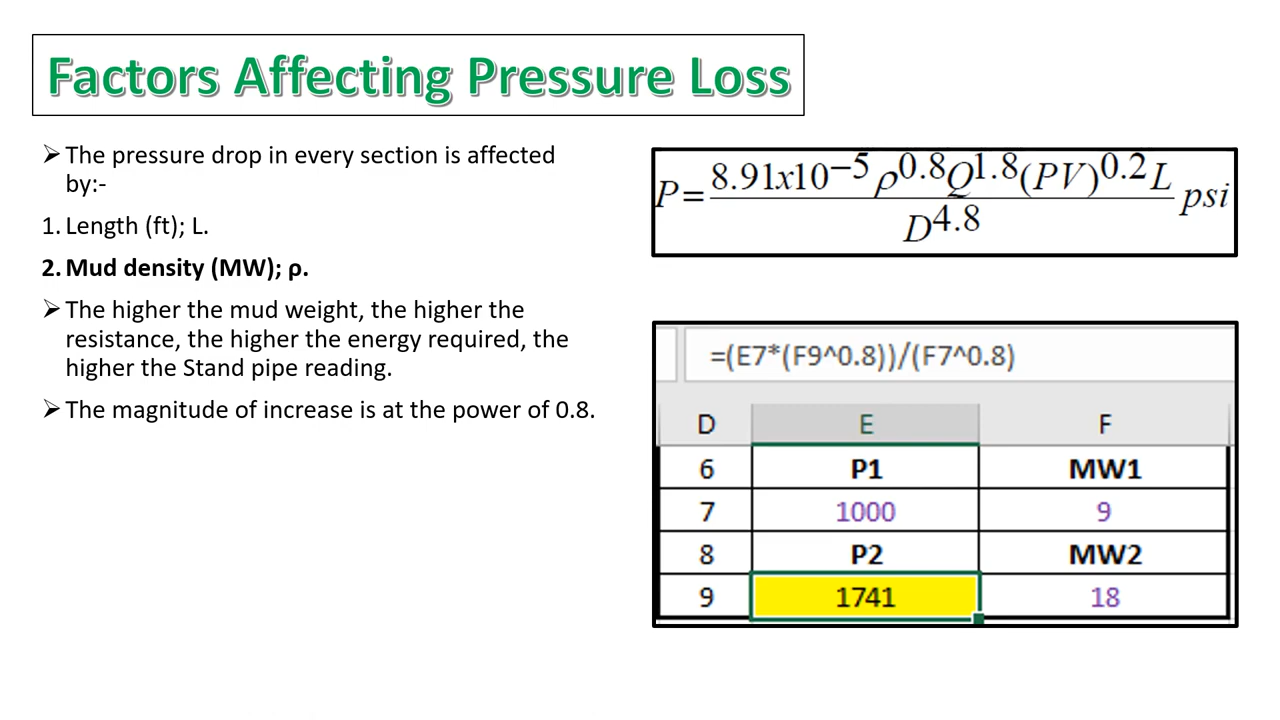 Factors Affecting Pressure Loss
➢ The pressure drop in every section is affected
by:-
1. Length (ft); L.
2. Mud density (MW); ρ.
➢ The higher the mud weight, the higher the
resistance, the higher the energy required, the
higher the Stand pipe reading.
➢ The magnitude of increase is at the power of 0.8.
P = 8.91x10^−5 ρ^0.8 Q^1.8 (PV)^0.2 L / D^4.8 psi
=(E7*(F9^0.8))/(F7^0.8)
D E F
6 P1 MW1
7 1000 9
8 P2 MW2
9 1741 18